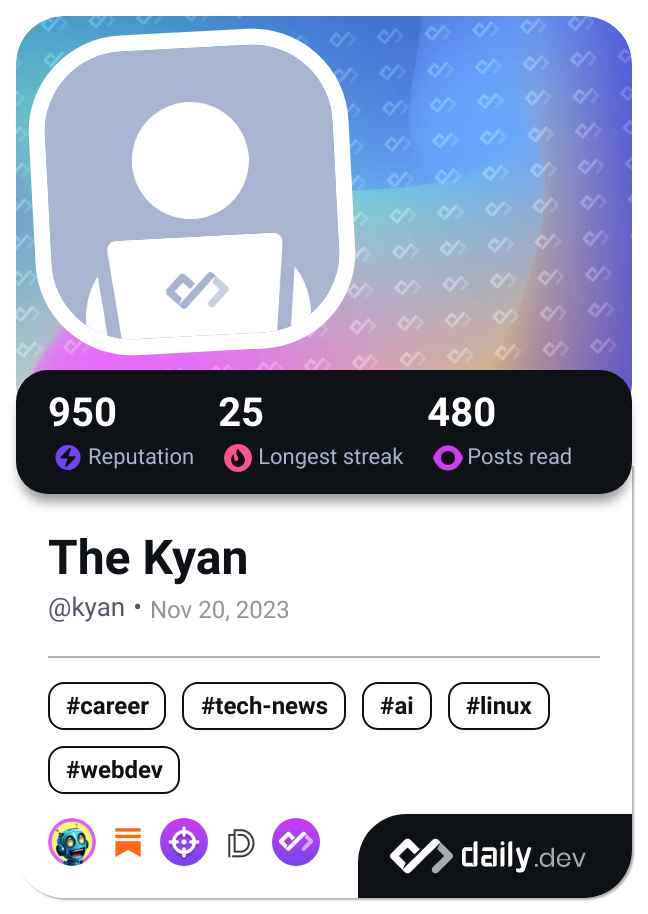 950 25 480
Reputation Longest streak Posts read
The Kyan
@kyan • Nov 20, 2023
#career #tech-news #ai #linux
#webdev
daily.dev